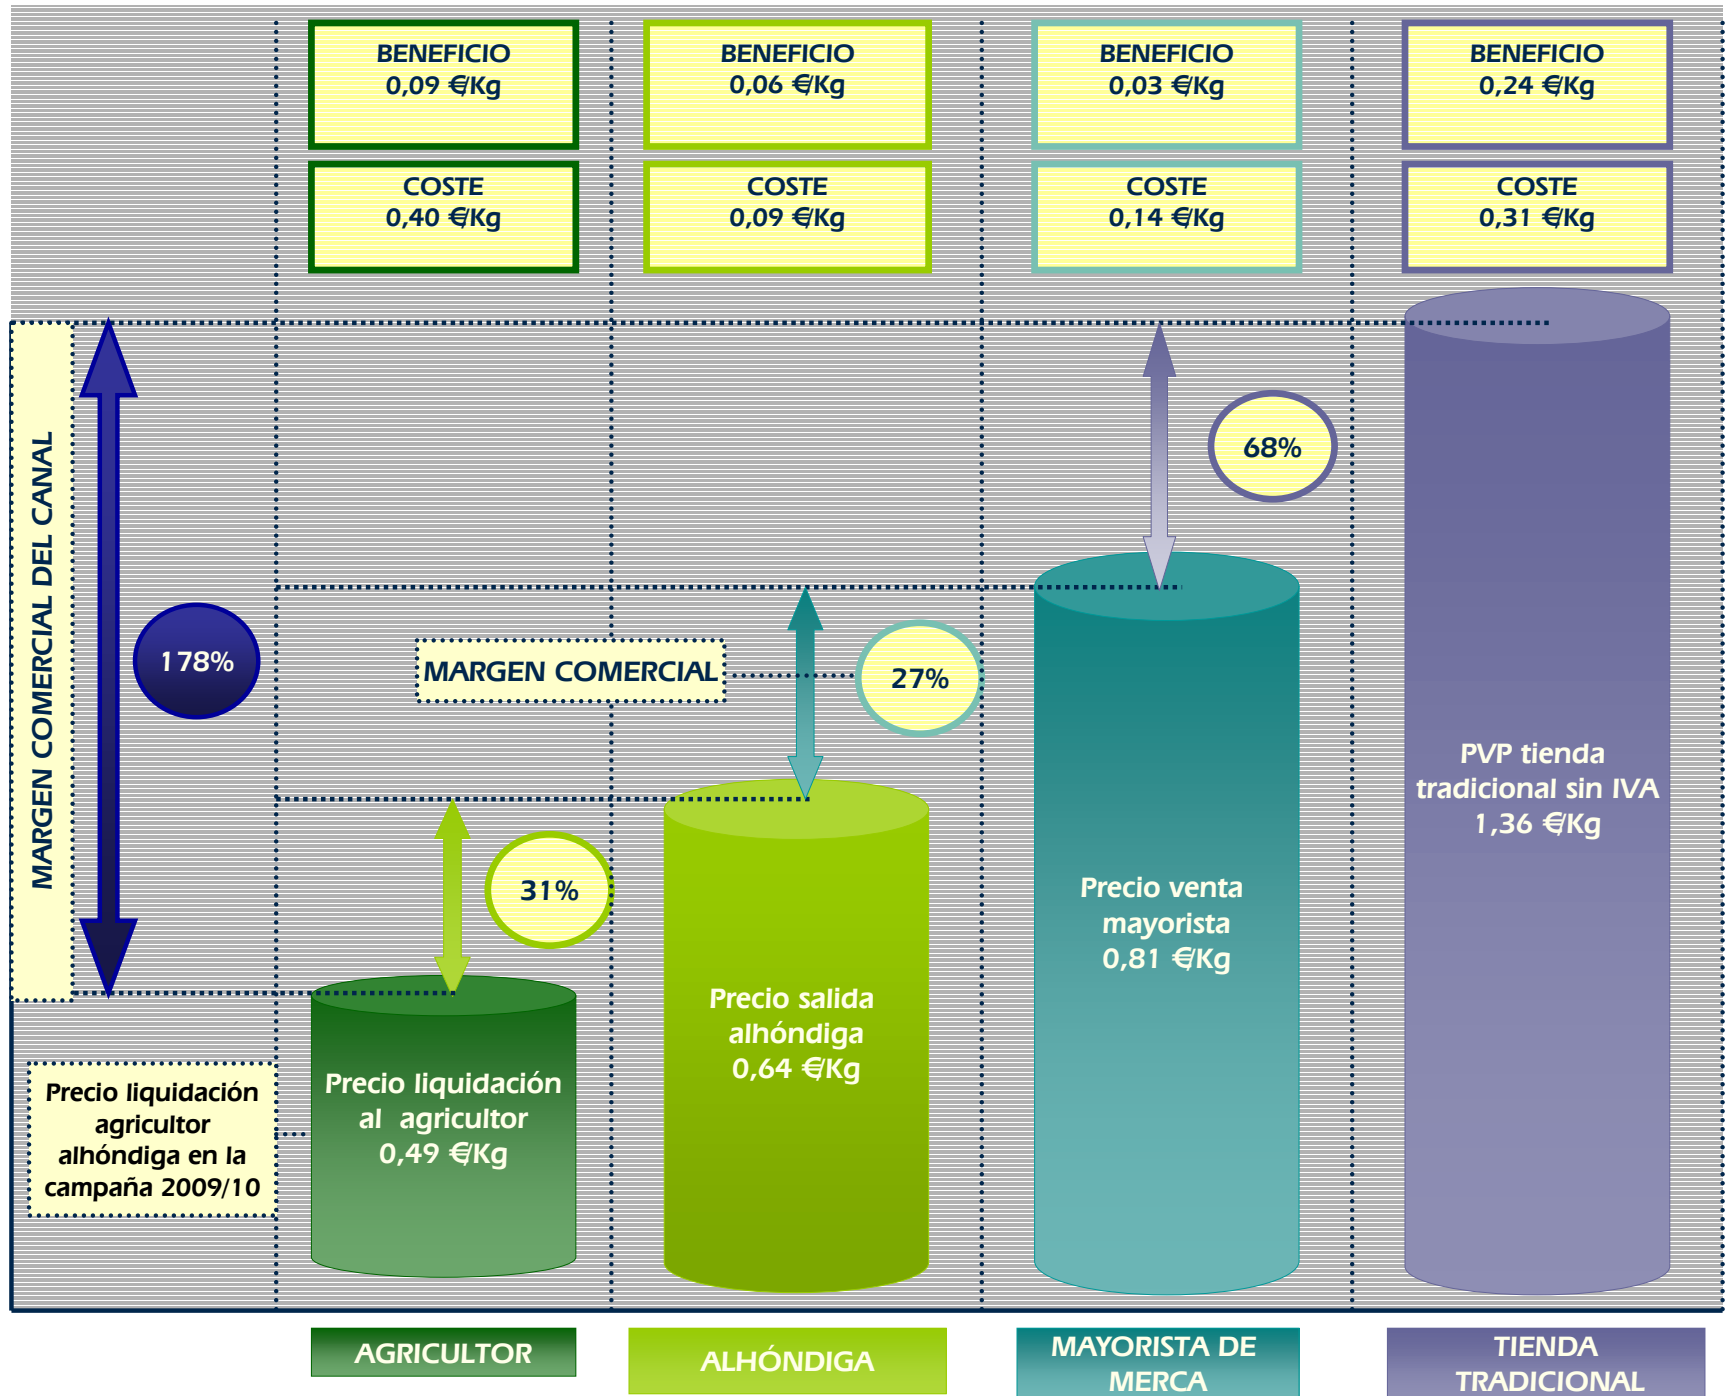 BENEFICIO
0,09 €/Kg
BENEFICIO
0,06 €/Kg
BENEFICIO
0,03 €/Kg
BENEFICIO
0,24 €/Kg
COSTE
0,40 €/Kg
COSTE
0,09 €/Kg
COSTE
0,14 €/Kg
COSTE
0,31 €/Kg
MARGEN COMERCIAL DEL CANAL
178%
68%
MARGEN COMERCIAL
27%
31%
Precio liquidación
agricultor
alhóndiga en la
campaña 2009/10
Precio liquidación
al agricultor
0,49 €/Kg
Precio salida
alhóndiga
0,64 €/Kg
Precio venta
mayorista
0,81 €/Kg
PVP tienda
tradicional sin IVA
1,36 €/Kg
AGRICULTOR
ALHÓNDIGA
MAYORISTA DE
MERCA
TIENDA
TRADICIONAL